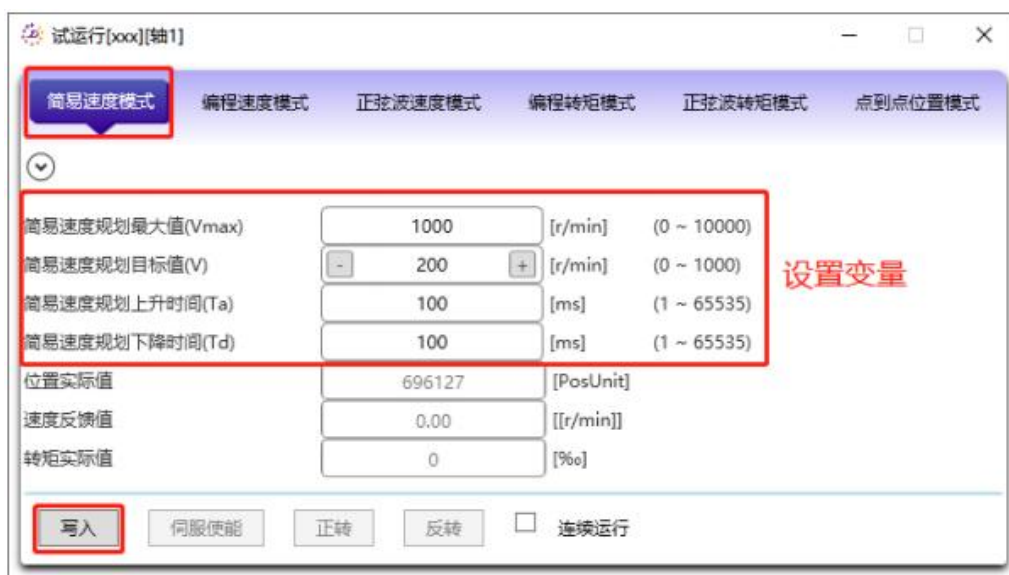 试运行[xxx][轴1]
简易速度模式 编程速度模式 正弦波速度模式 编程转矩模式 正弦波转矩模式 点到点位置模式
简易速度规划最大值(Vmax) 1000 [r/min] (0 ~ 10000)
简易速度规划目标值(V) - 200 + [r/min] (0 ~ 1000)
设置变量
简易速度规划上升时间(Ta) 100 [ms] (1 ~ 65535)
简易速度规划下降时间(Td) 100 [ms] (1 ~ 65535)
位置实际值 696127 [PosUnit]
速度反馈值 0.00 [[r/min]]
转矩实际值 0 [‰]
写入 伺服使能 正转 反转 连续运行